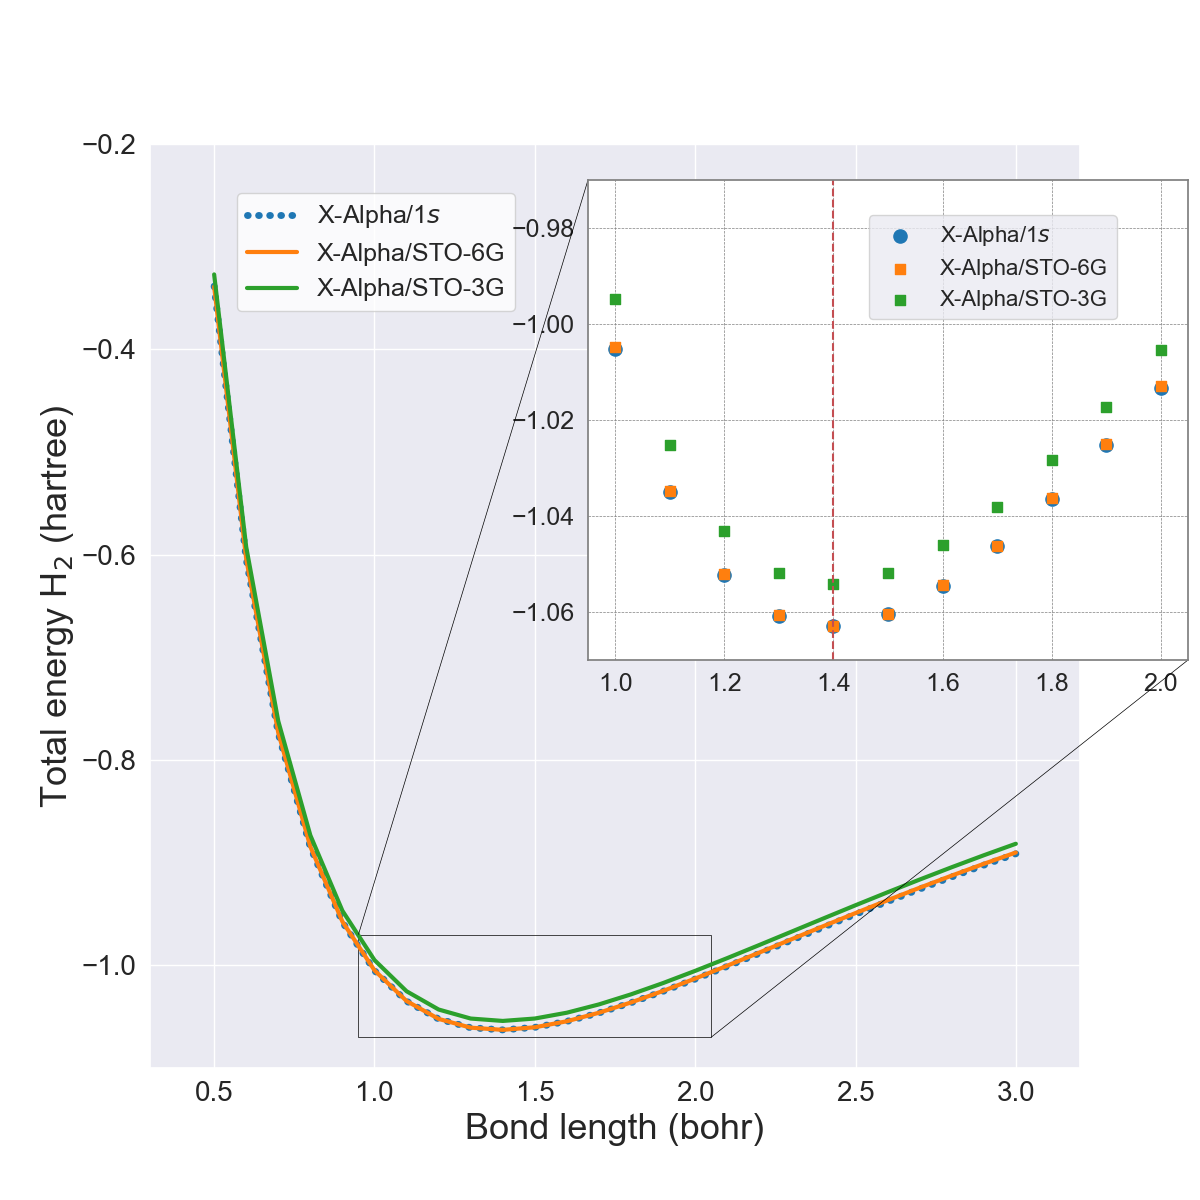 Total energy H₂ (hartree)
−0.2
−0.4
−0.6
−0.8
−1.0
X-Alpha/1s
X-Alpha/STO-6G
X-Alpha/STO-3G
−0.98
−1.00
−1.02
−1.04
−1.06
X-Alpha/1s
X-Alpha/STO-6G
X-Alpha/STO-3G
1.0 1.2 1.4 1.6 1.8 2.0
0.5 1.0 1.5 2.0 2.5 3.0
Bond length (bohr)